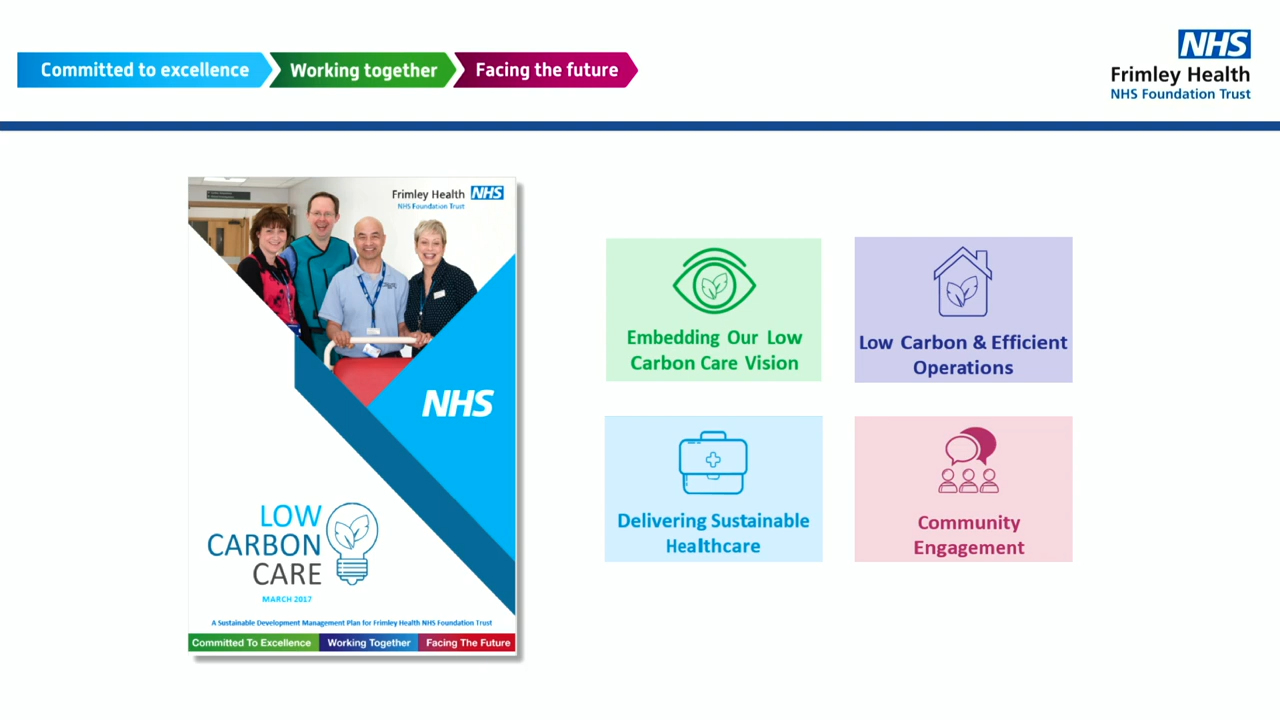 Committed to excellence
Working together
Facing the future
NHS
Frimley Health
NHS Foundation Trust
Frimley Health NHS
NHS Foundation Trust
NHS
LOW
CARBON
CARE
MARCH 2017
A Sustainable Development Management Plan for Frimley Health NHS Foundation Trust
Committed To Excellence
Working Together
Facing The Future
Embedding Our Low
Carbon Care Vision
Low Carbon & Efficient
Operations
Delivering Sustainable
Healthcare
Community
Engagement